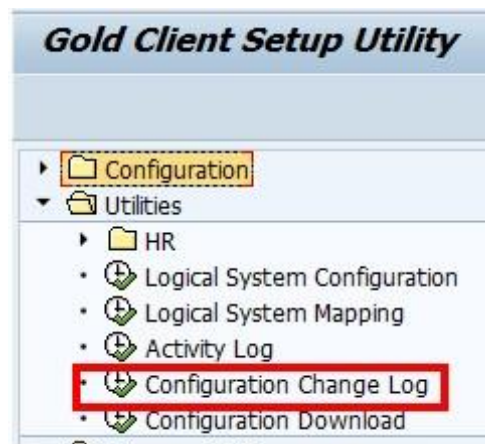 Gold Client Setup Utility
Configuration
Utilities
HR
Logical System Configuration
Logical System Mapping
Activity Log
Configuration Change Log
Configuration Download